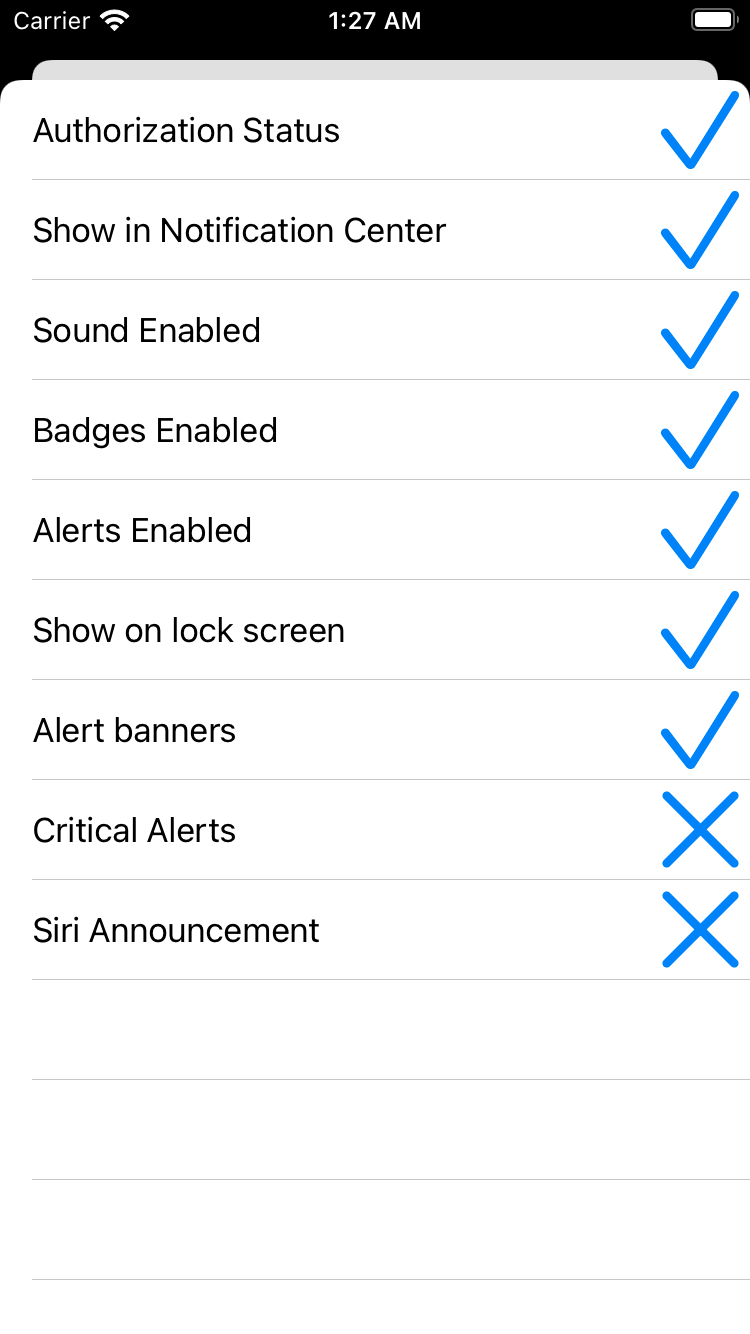 Carrier 1:27 AM
Authorization Status
Show in Notification Center
Sound Enabled
Badges Enabled
Alerts Enabled
Show on lock screen
Alert banners
Critical Alerts
Siri Announcement